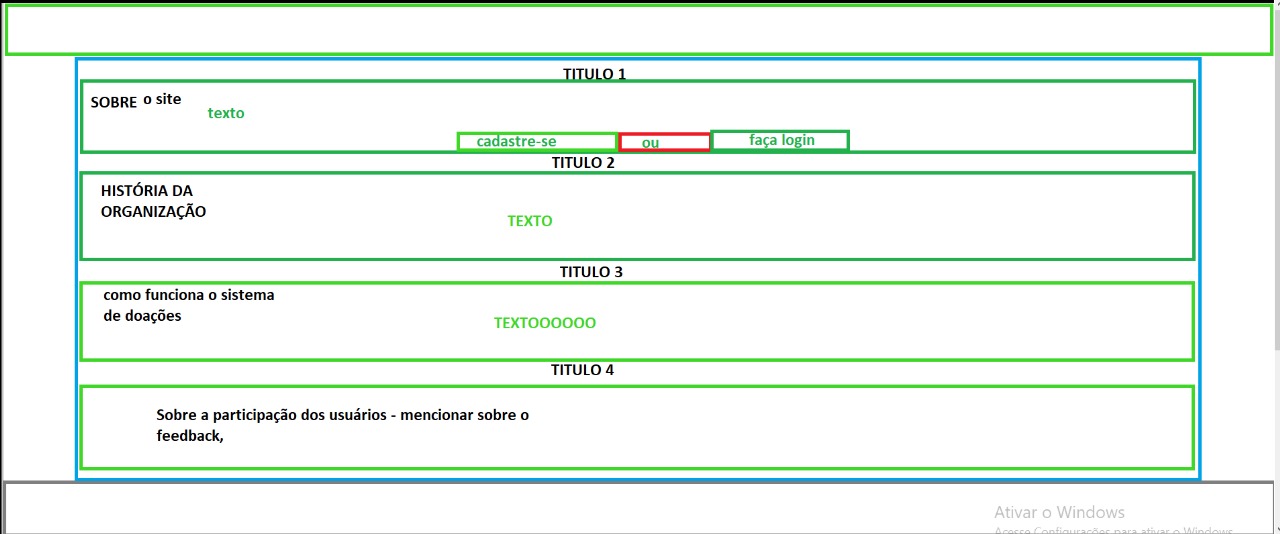 TITULO 1
SOBRE o site
texto
cadastre-se ou faça login
TITULO 2
HISTÓRIA DA
ORGANIZAÇÃO
TEXTO
TITULO 3
como funciona o sistema
de doações
TEXTOOOOOO
TITULO 4
Sobre a participação dos usuários - mencionar sobre o
feedback,
Ativar o Windows
Acesse Configurações para ativar o Windows.